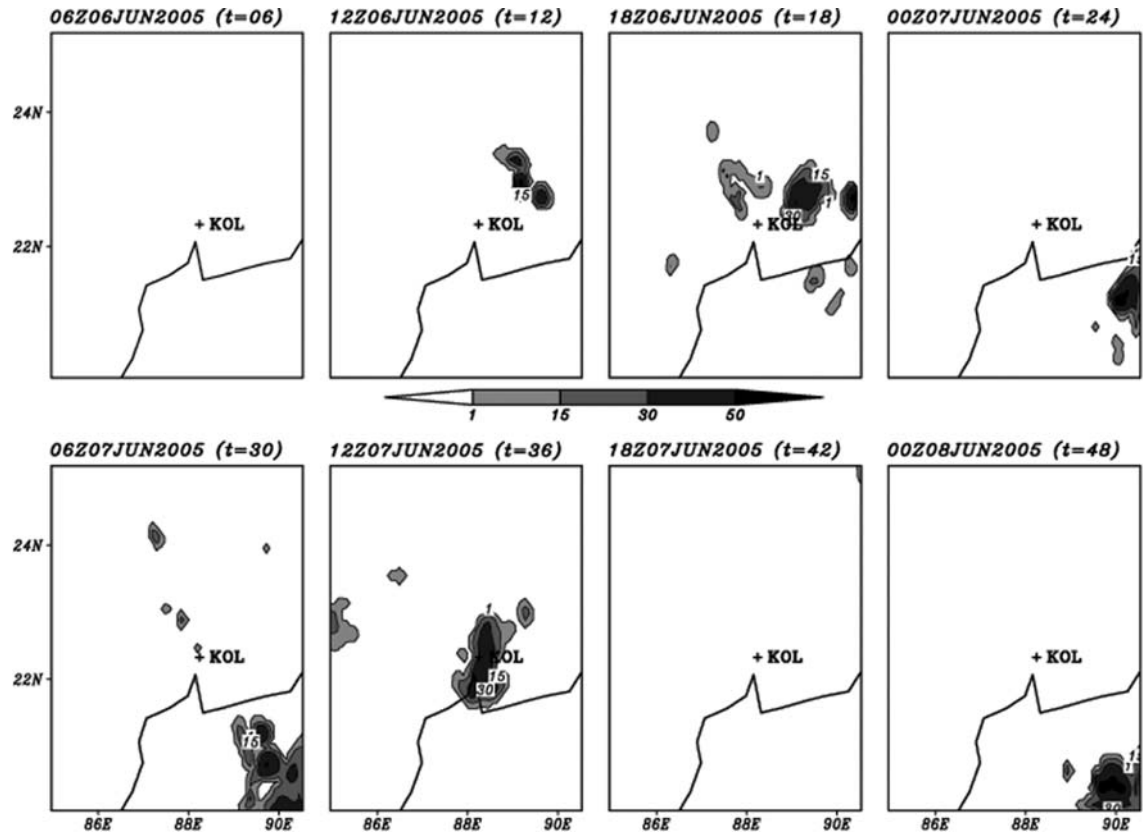 06Z06JUN2005 (t=06) 12Z06JUN2005 (t=12) 18Z06JUN2005 (t=18) 00Z07JUN2005 (t=24)
24N
15
1 15 1
30
+ KOL + KOL + KOL + KOL
22N
1 15 30 50
06Z07JUN2005 (t=30) 12Z07JUN2005 (t=36) 18Z07JUN2005 (t=42) 00Z08JUN2005 (t=48)
24N
1
+ KOL KOL + KOL + KOL
22N
15
30
15
86E 88E 90E 86E 88E 90E 86E 88E 90E 86E 88E 90E